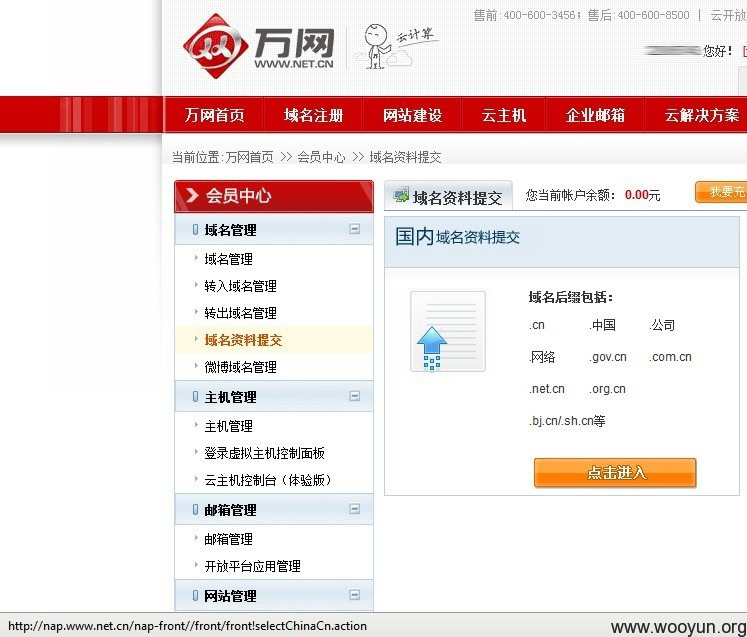 售前:400-600-3456; 售后:400-600-8500 | 云开放
万网
WWW.NET.CN
云计算
您好!
万网首页 域名注册 网站建设 云主机 企业邮箱 云解决方案
当前位置:万网首页 >> 会员中心 >> 域名资料提交
会员中心
域名管理
域名管理
转入域名管理
转出域名管理
域名资料提交
微博域名管理
主机管理
主机管理
登录虚拟主机控制面板
云主机控制台（体验版）
邮箱管理
邮箱管理
开放平台应用管理
网站管理
域名资料提交 您当前帐户余额: 0.00元 我要充
国内域名资料提交
域名后缀包括:
.cn .中国 .公司
.网络 .gov.cn .com.cn
.net.cn .org.cn
.bj.cn/.sh.cn等
点击进入
http://nap.www.net.cn/nap-front//front/front!selectChinaCn.action
www.wooyun.org